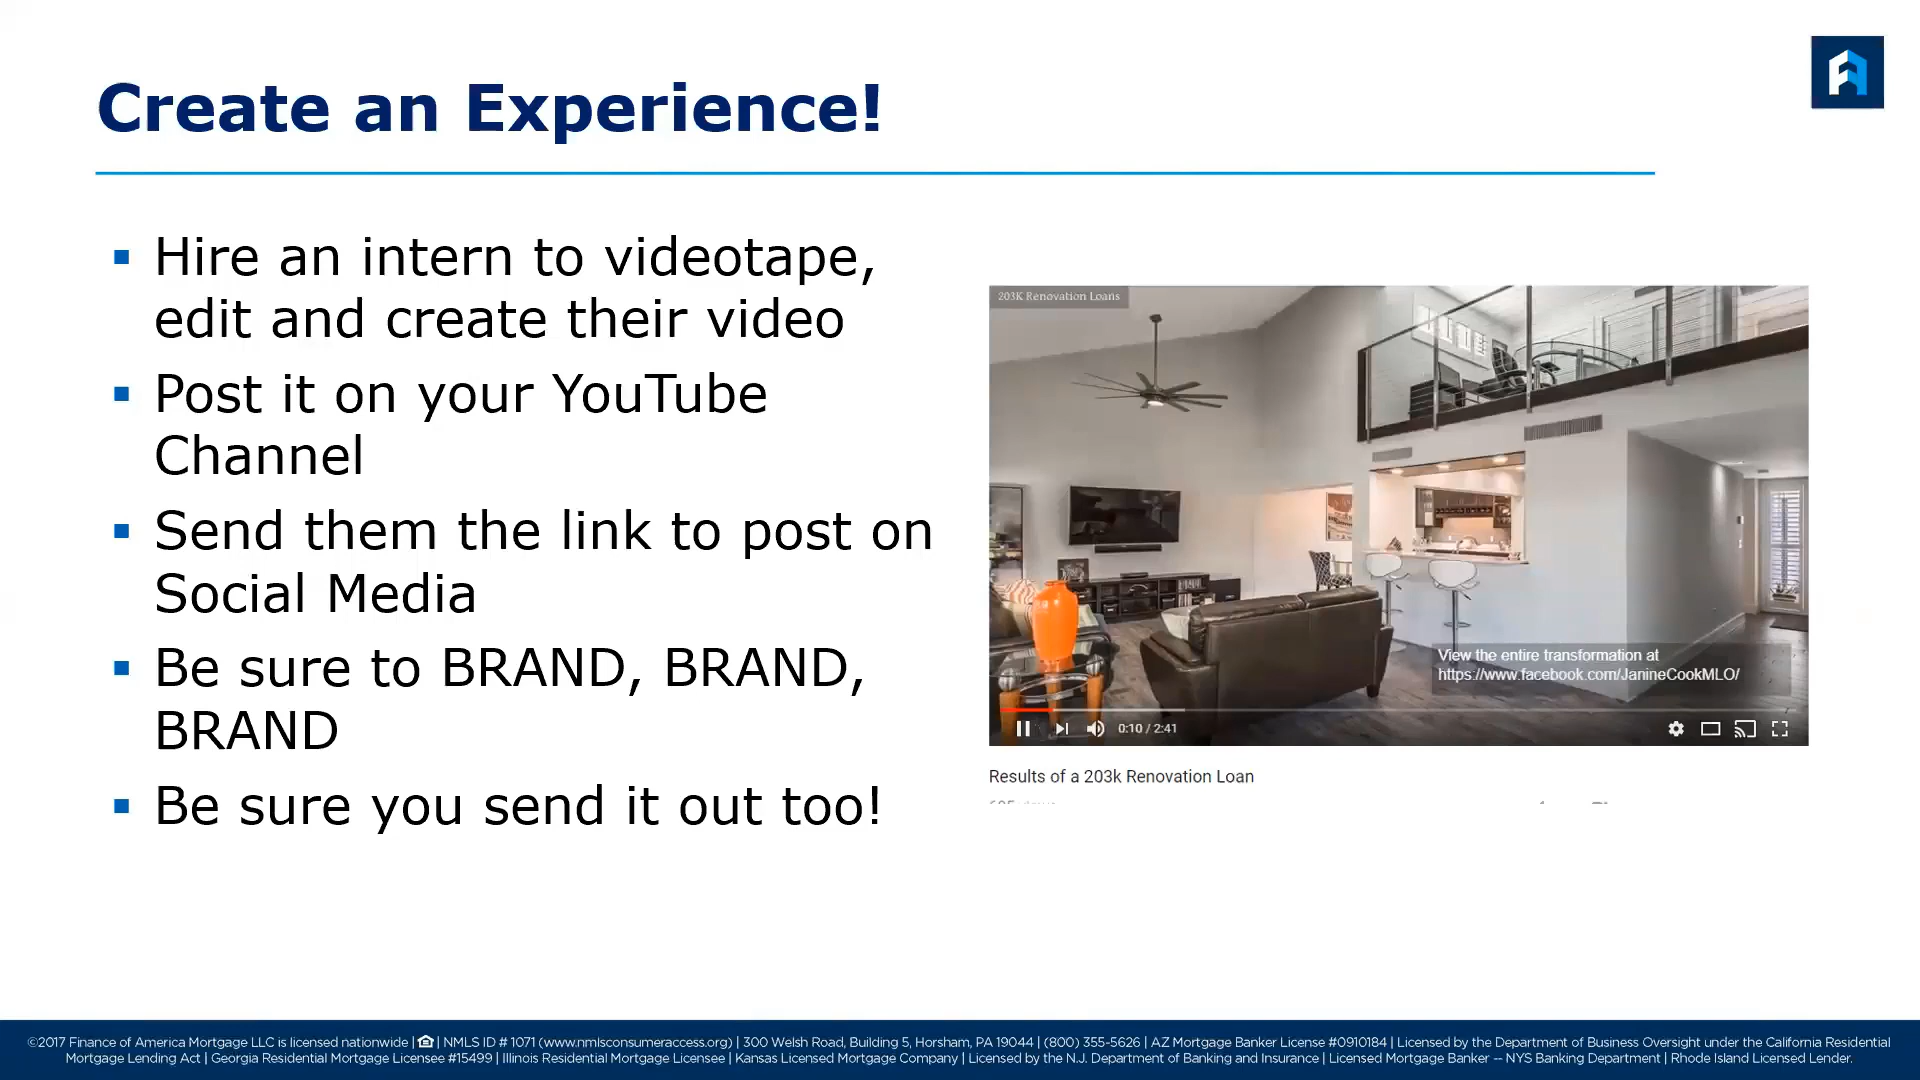 Create an Experience!
Hire an intern to videotape,
edit and create their video
Post it on your YouTube
Channel
Send them the link to post on
Social Media
Be sure to BRAND, BRAND,
BRAND
Be sure you send it out too!
203K Renovation Loans
View the entire transformation at
https://www.facebook.com/JanineCookMLO/
0:10 / 2:41
Results of a 203k Renovation Loan
©2017 Finance of America Mortgage LLC is licensed nationwide | | NMLS ID # 1071 (www.nmlsconsumeraccess.org) | 300 Welsh Road, Building 5, Horsham, PA 19044 | (800) 355-5626 | AZ Mortgage Banker License #0910184 | Licensed by the Department of Business Oversight under the California Residential
Mortgage Lending Act | Georgia Residential Mortgage Licensee #15499 | Illinois Residential Mortgage Licensee | Kansas Licensed Mortgage Company | Licensed by the N.J. Department of Banking and Insurance | Licensed Mortgage Banker -- NYS Banking Department | Rhode Island Licensed Lender.